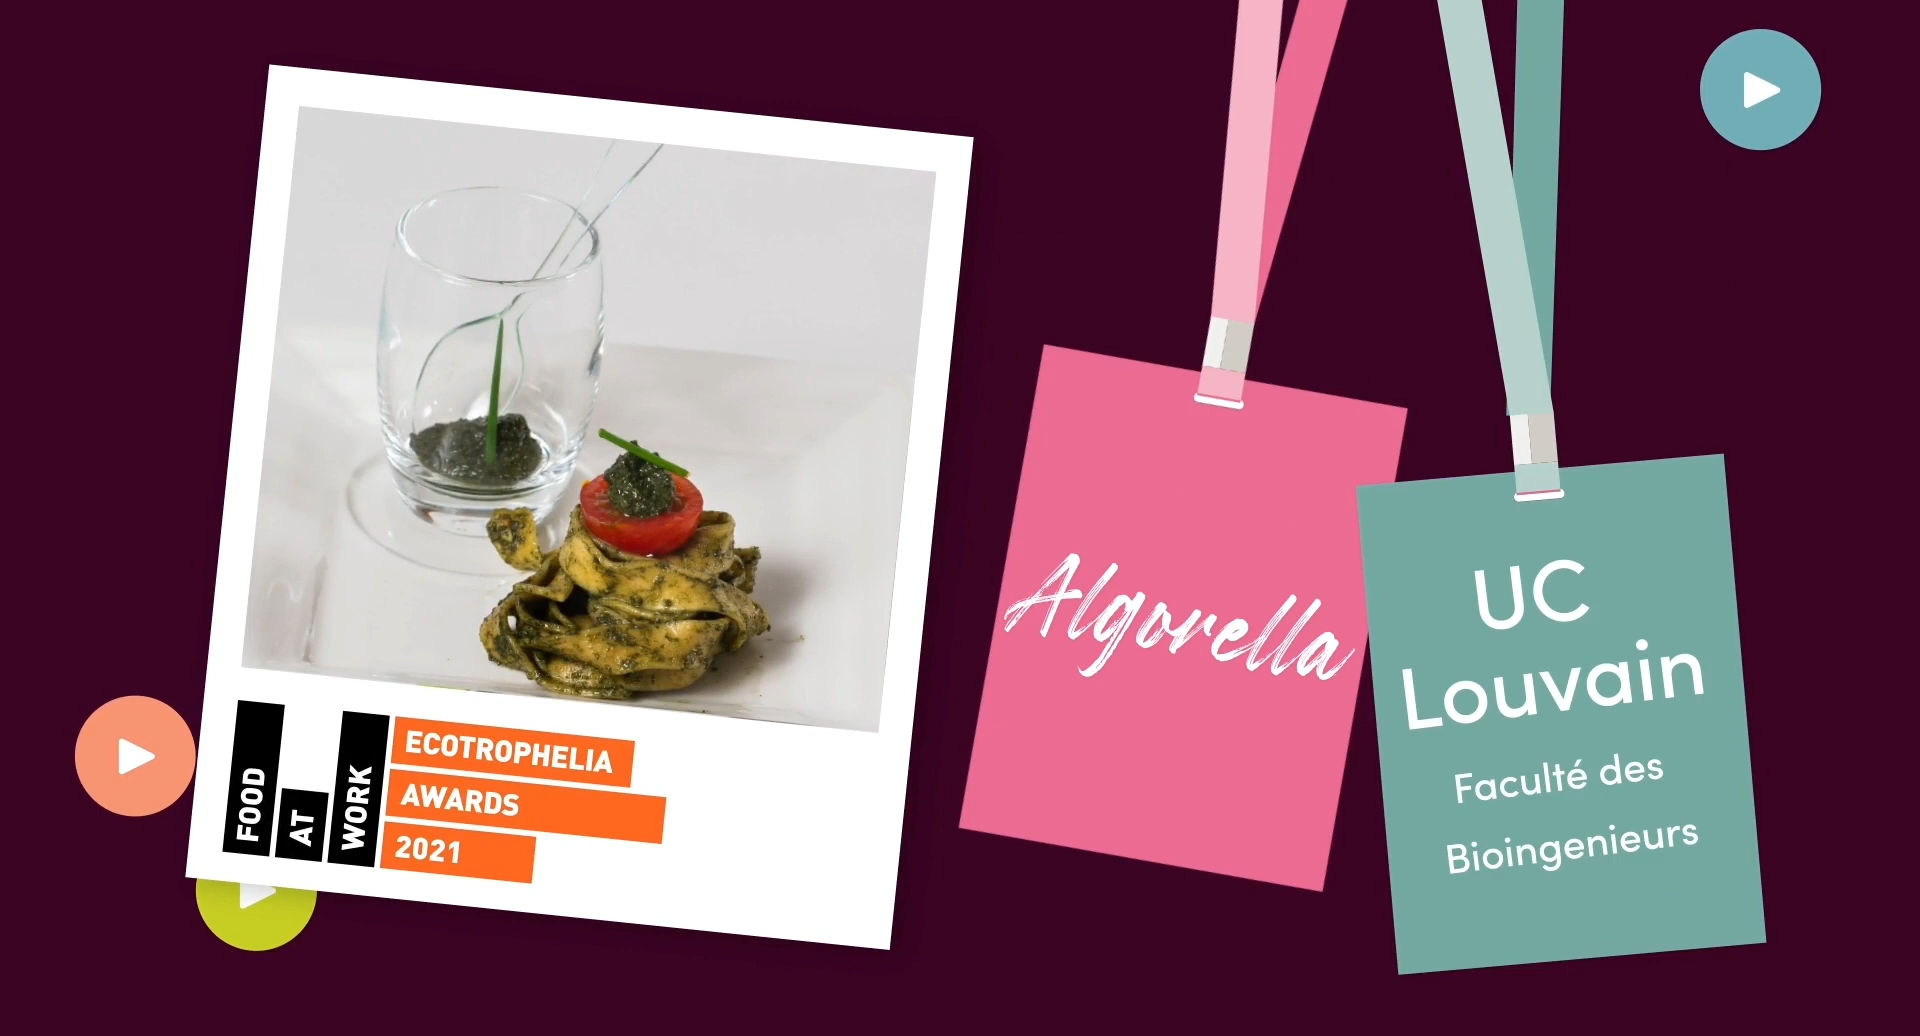 FOOD
AT
WORK
ECOTROPHELIA
AWARDS
2021
Algorella
UC
Louvain
Faculté des
Bioingenieurs